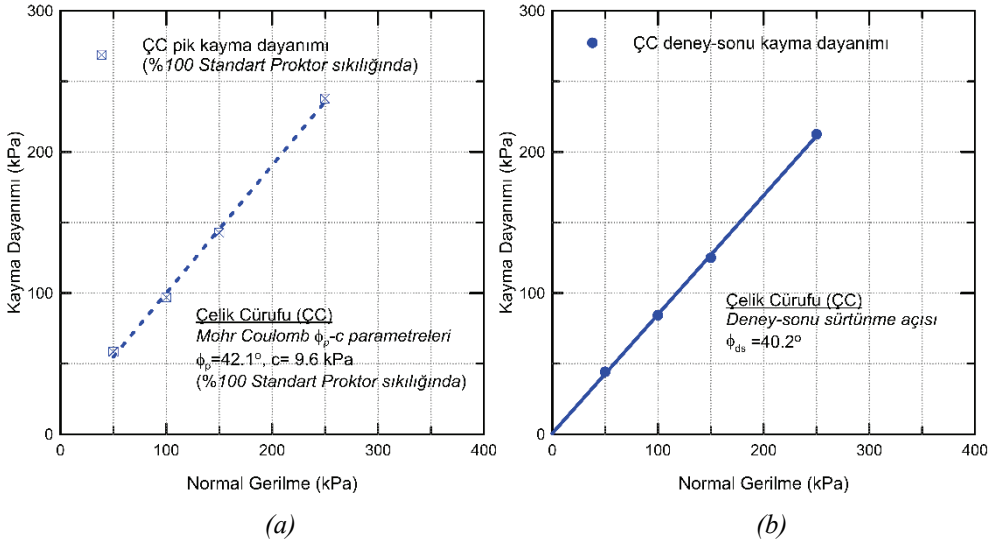 300
200
100
0
0
100
200
300
400
Kayma Dayanımı (kPa)
Normal Gerilme (kPa)
ÇC pik kayma dayanımı
(%100 Standart Proktor sıkılığında)
Çelik Cürufu (ÇC)
Mohr Coulomb ϕp-c parametreleri
ϕp=42.1º, c= 9.6 kPa
(%100 Standart Proktor sıkılığında)
(a)
300
200
100
0
0
100
200
300
400
Kayma Dayanımı (kPa)
Normal Gerilme (kPa)
ÇC deney-sonu kayma dayanımı
Çelik Cürufu (ÇC)
Deney-sonu sürtünme açısı
ϕds =40.2º
(b)